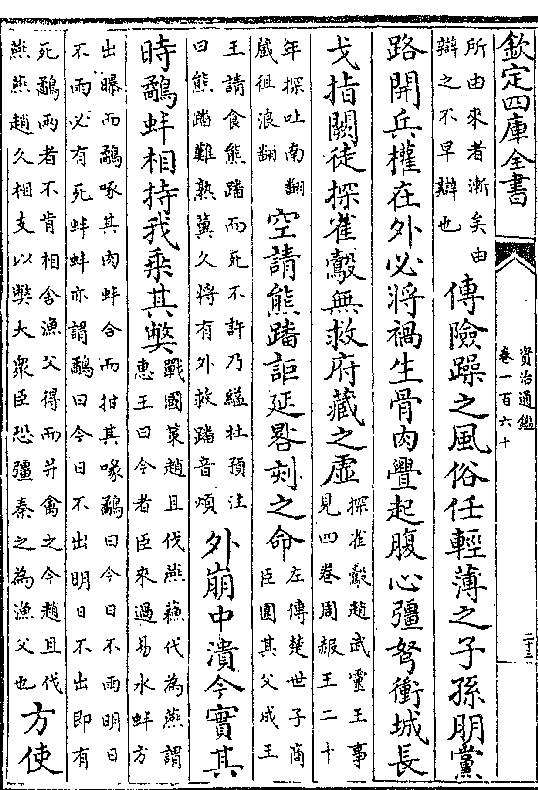 欽定四庫全書
資治通鑑
卷一百六十
二十三
所由來者漸矣由
辯之不早辯也
傳險躁之風俗任輕薄之子孫朋黨
路開兵權在外必將禍生骨肉釁起腹心彊弩衝城長
戈指闕徒探雀鷇無救府藏之虛
探雀鷇趙武靈王事
見四卷周赧王二十
年探吐南翻
藏徂浪翻
空請熊蹯詎延晷刻之命
左傳楚世子商
臣圍其父成王
王請食熊蹯而死不許乃縊杜預注
曰熊蹯難熟冀久將有外救蹯音煩
外崩中潰今實其
時鷸蚌相持我乘其弊
戰國策趙且伐燕蘇代為燕謂
惠王曰今者臣來過易水蚌方
出曝而鷸啄其肉蚌合而拑其喙鷸曰今日不雨明日
不雨必有死蚌蚌亦謂鷸曰今日不出明日不出即有
死鷸兩者不肯相舍漁父得而并禽之今趙且伐
燕燕趙久相支以弊大衆臣恐彊秦之為漁父也
方使